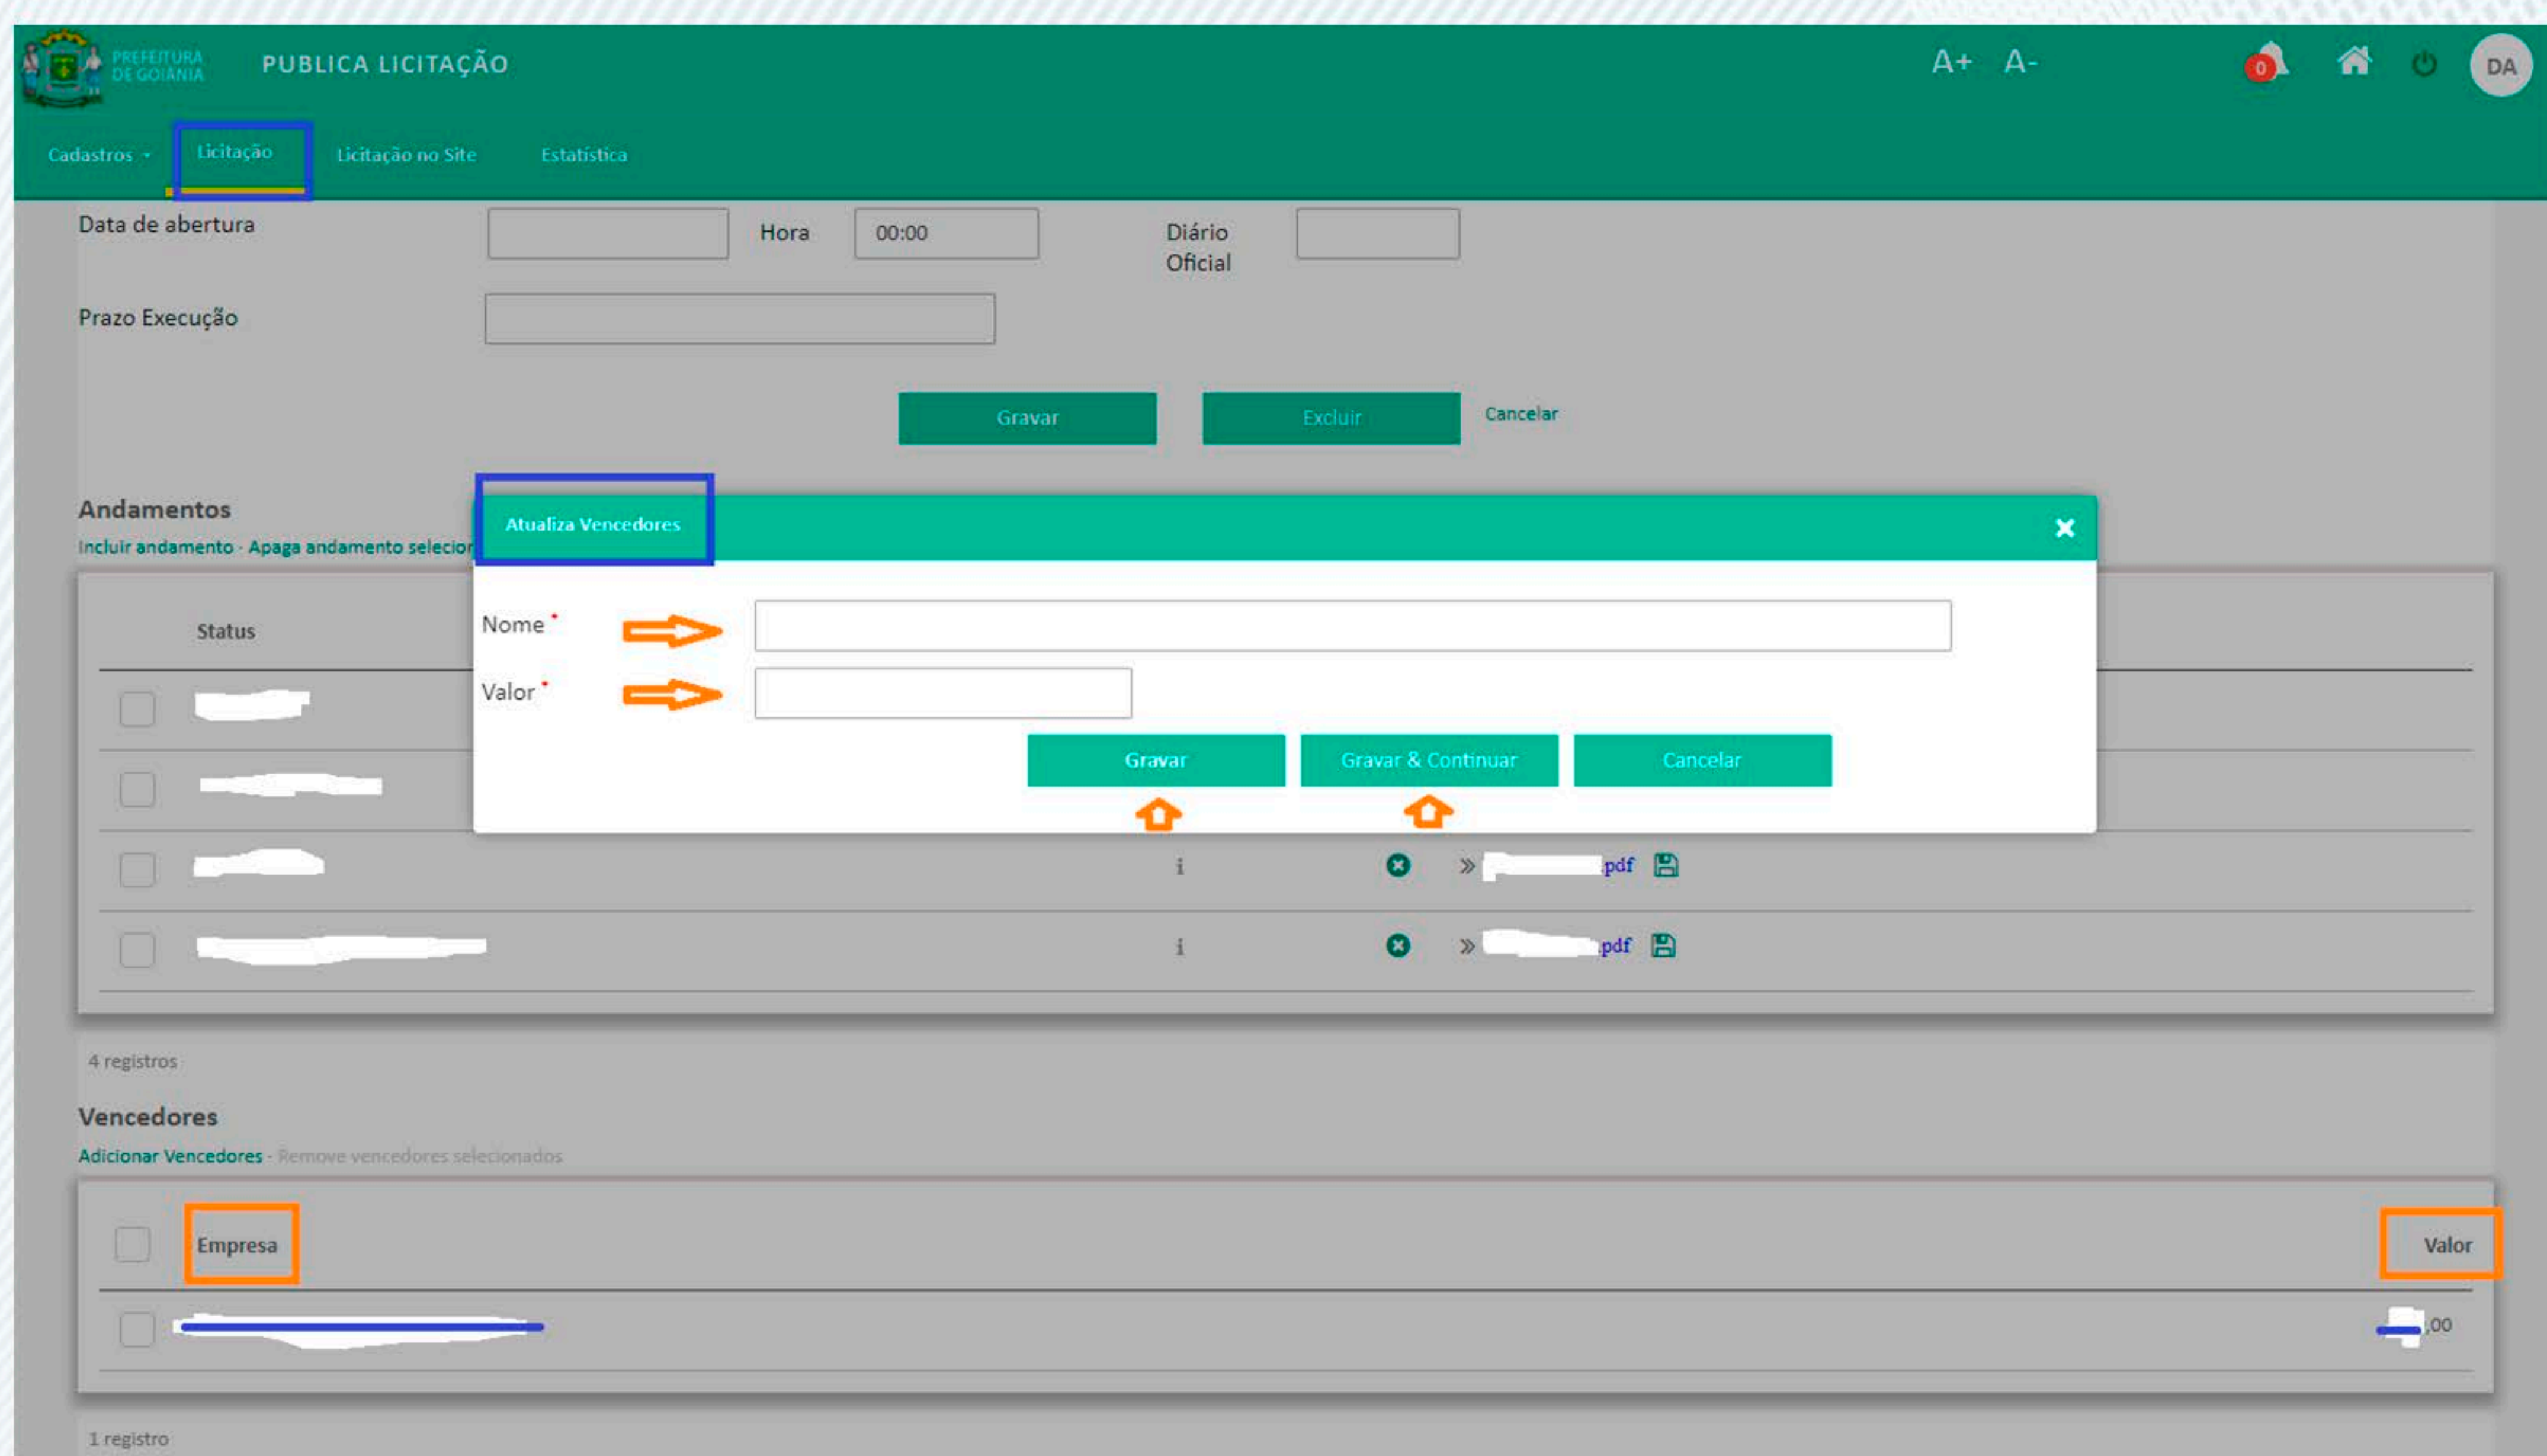 PREFEITURA
DE GOIÂNIA
PUBLICA LICITAÇÃO
A+ A-
0
DA
Cadastros
Licitação
Licitação no Site
Estatística
Data de abertura
Hora
00:00
Diário
Oficial
Prazo Execução
Gravar
Excluir
Cancelar
Andamentos
Incluir andamento - Apaga andamento selecion
Atualiza Vencedores
Status
Nome *
Valor *
Gravar
Gravar & Continuar
Cancelar
.pdf
.pdf
4 registros
Vencedores
Adicionar Vencedores - Remove vencedores selecionados
Empresa
Valor
,00
1 registro